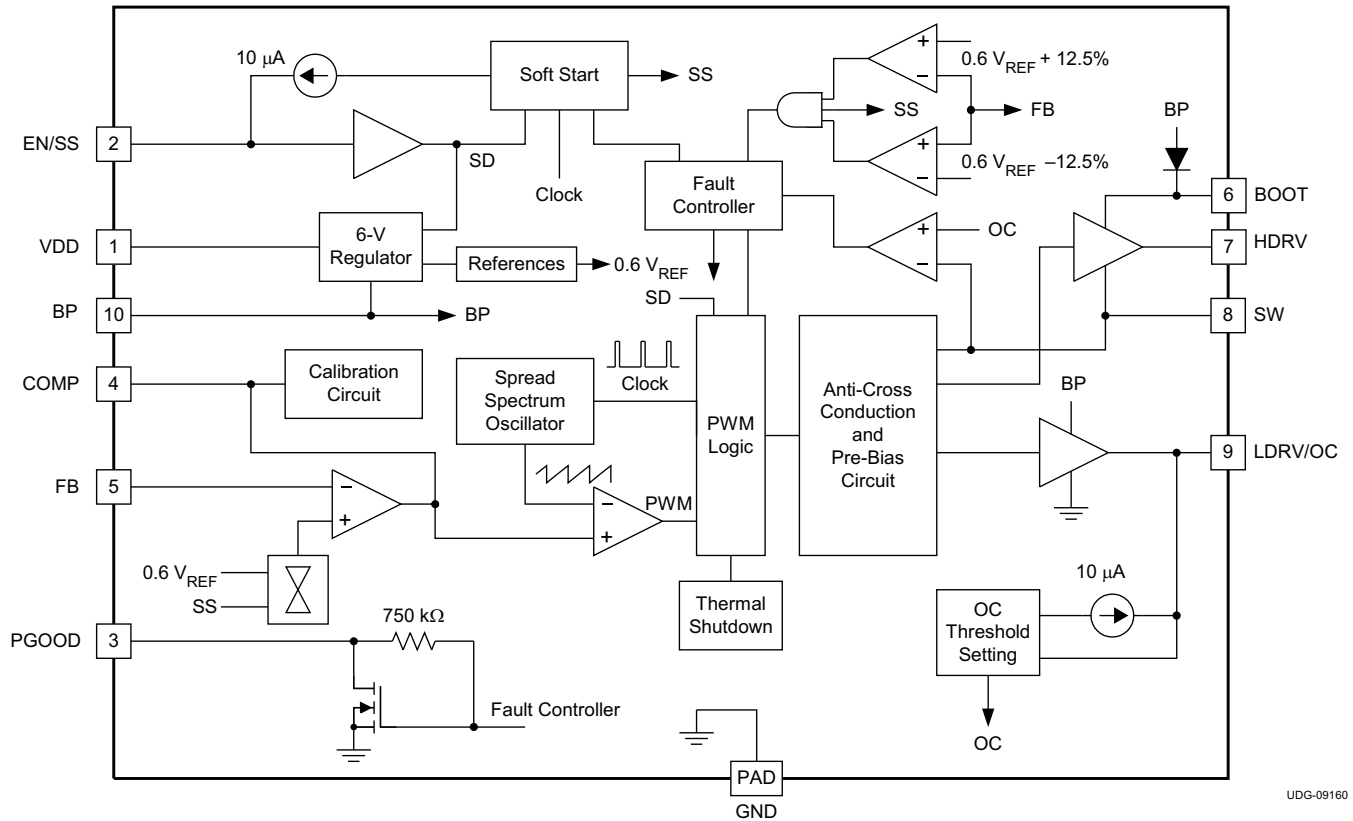 10 μA
Soft Start
SS
0.6 VREF + 12.5%
+
−
SS
FB
BP
EN/SS
2
SD
+
−
0.6 VREF −12.5%
Clock
Fault
Controller
6
BOOT
VDD
1
6-V
Regulator
References
0.6 VREF
+
−
OC
7
HDRV
BP
10
BP
SD
8
SW
COMP
4
Calibration
Circuit
Spread
Spectrum
Oscillator
Clock
PWM
Logic
Anti-Cross
Conduction
and
Pre-Bias
Circuit
BP
9
LDRV/OC
FB
5
−
+
PWM
−
+
0.6 VREF
SS
Thermal
Shutdown
10 μA
OC
Threshold
Setting
PGOOD
3
750 kΩ
Fault Controller
OC
PAD
GND
UDG-09160